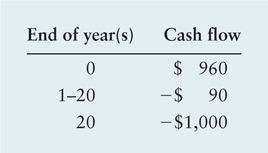 End of year(s) Cash flow
0 $ 960
1–20 −$ 90
20 −$1,000